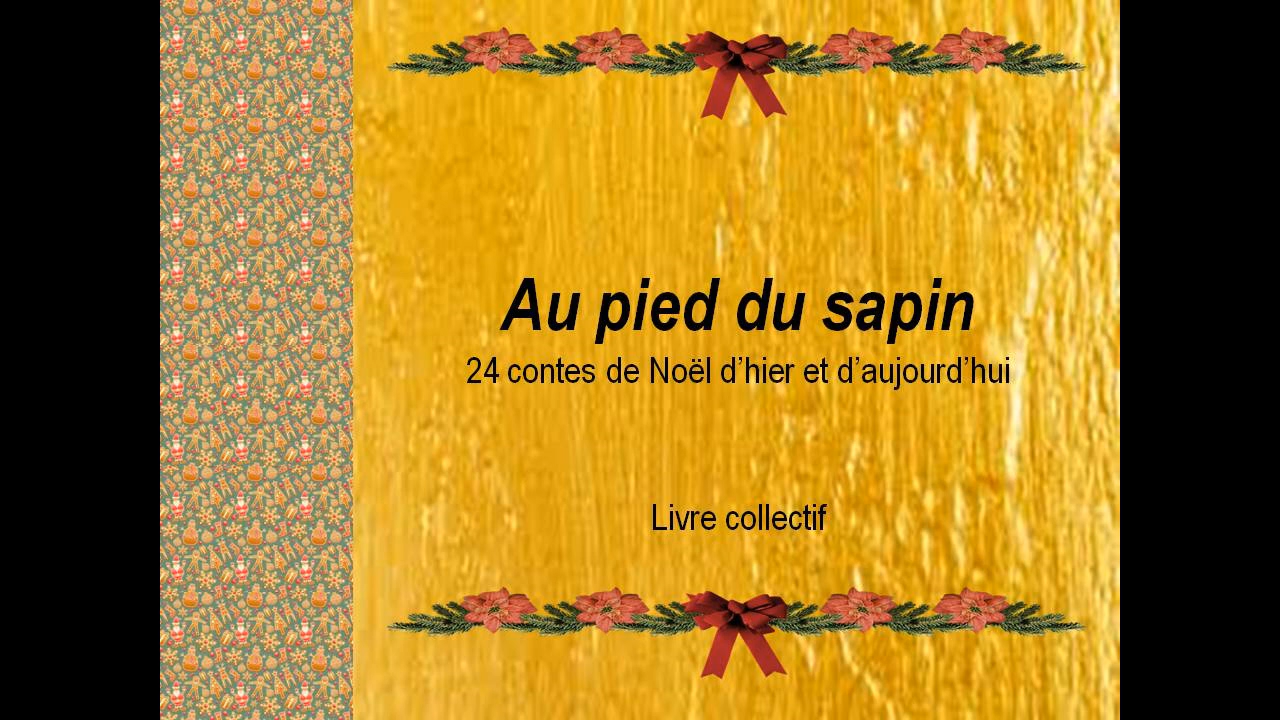 Au pied du sapin
24 contes de Noël d’hier et d’aujourd’hui
Livre collectif